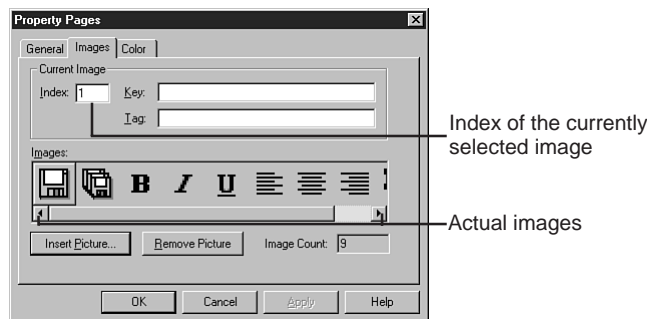 Property Pages
General Images Color
Current Image
Index: 1 Key:
Tag:
Index of the currently
selected image
Images:
B I U
Actual images
Insert Picture... Remove Picture Image Count: 9
OK Cancel Apply Help